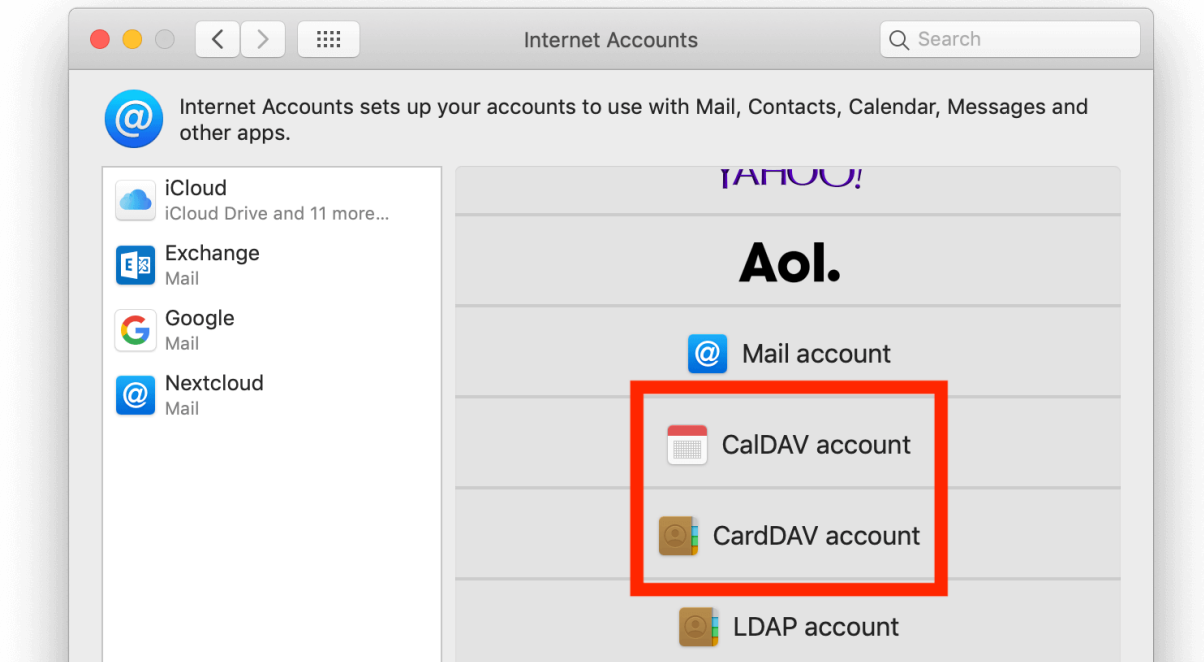 Internet Accounts
Search
Internet Accounts sets up your accounts to use with Mail, Contacts, Calendar, Messages and
other apps.
iCloud
iCloud Drive and 11 more...
Exchange
Mail
Google
Mail
Nextcloud
Mail
YAHOO!
Aol.
Mail account
CalDAV account
CardDAV account
LDAP account